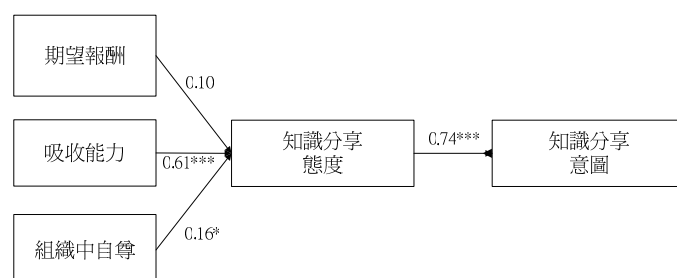 期望報酬
0.10
吸收能力
0.61***
知識分享
態度
0.74***
知識分享
意圖
組織中自尊
0.16*